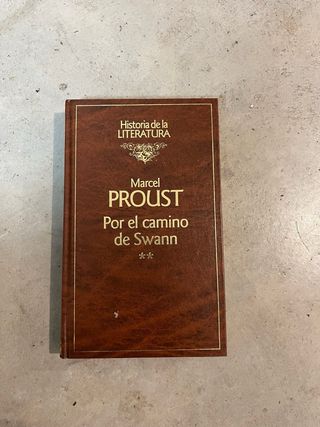 Historia de la
LITERATURA
Marcel
PROUST
Por el camino
de Swann
**